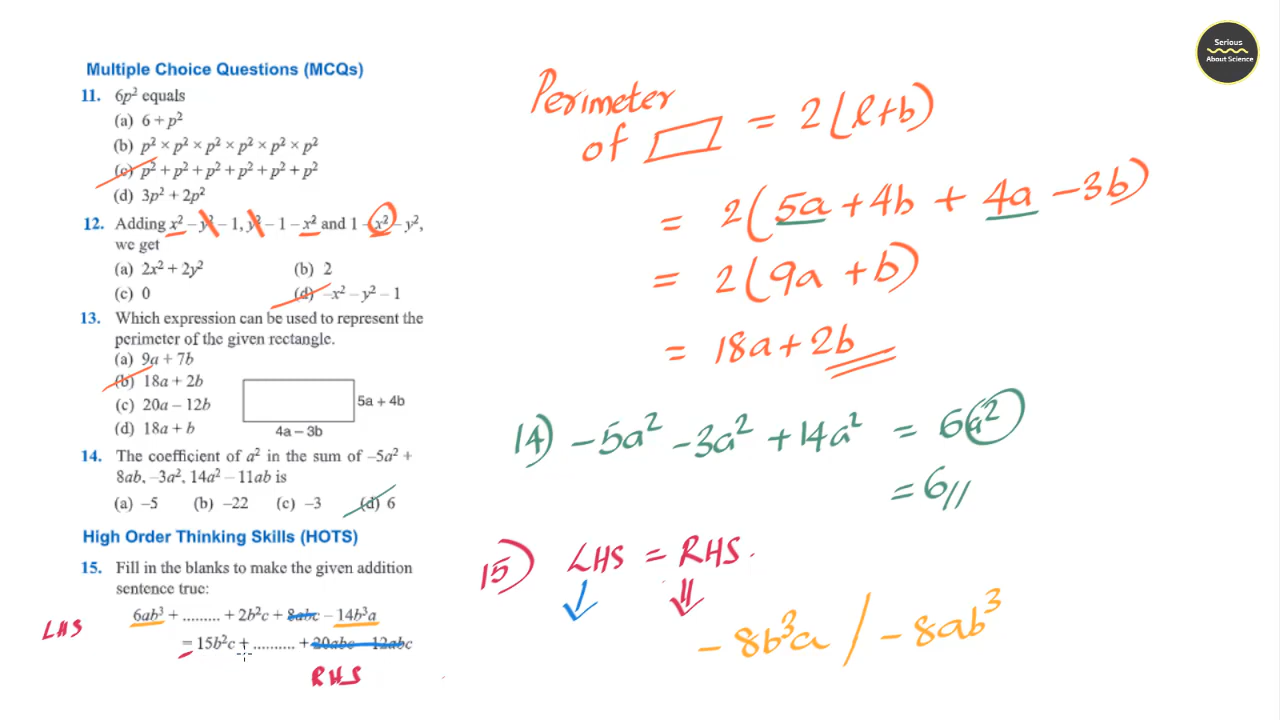 Serious
About Science
Multiple Choice Questions (MCQs)
11. 6p² equals
(a) 6 + p²
(b) p² × p² × p² × p² × p² × p²
(c) p² + p² + p² + p² + p² + p²
(d) 3p² + 2p²
12. Adding x² – y² – 1, y² – 1 – x² and 1 – x² – y²,
we get
(a) 2x² + 2y² (b) 2
(c) 0 (d) –x² – y² – 1
13. Which expression can be used to represent the
perimeter of the given rectangle.
(a) 9a + 7b
(b) 18a + 2b
(c) 20a – 12b
(d) 18a + b
5a + 4b
4a – 3b
14. The coefficient of a² in the sum of –5a² +
8ab, –3a², 14a² – 11ab is
(a) –5 (b) –22 (c) –3 (d) 6
High Order Thinking Skills (HOTS)
15. Fill in the blanks to make the given addition
sentence true:
6ab³ + ......... + 2b²c + 8abc – 14b³a
= 15b²c + .......... + 20abc – 12abc
LHS
RHS
Perimeter
of = 2(l+b)
= 2(5a + 4b + 4a – 3b)
= 2(9a + b)
= 18a + 2b
14) –5a² –3a² +14a² = 6a²
= 6//
15) LHS = RHS.
–8b³a / –8ab³